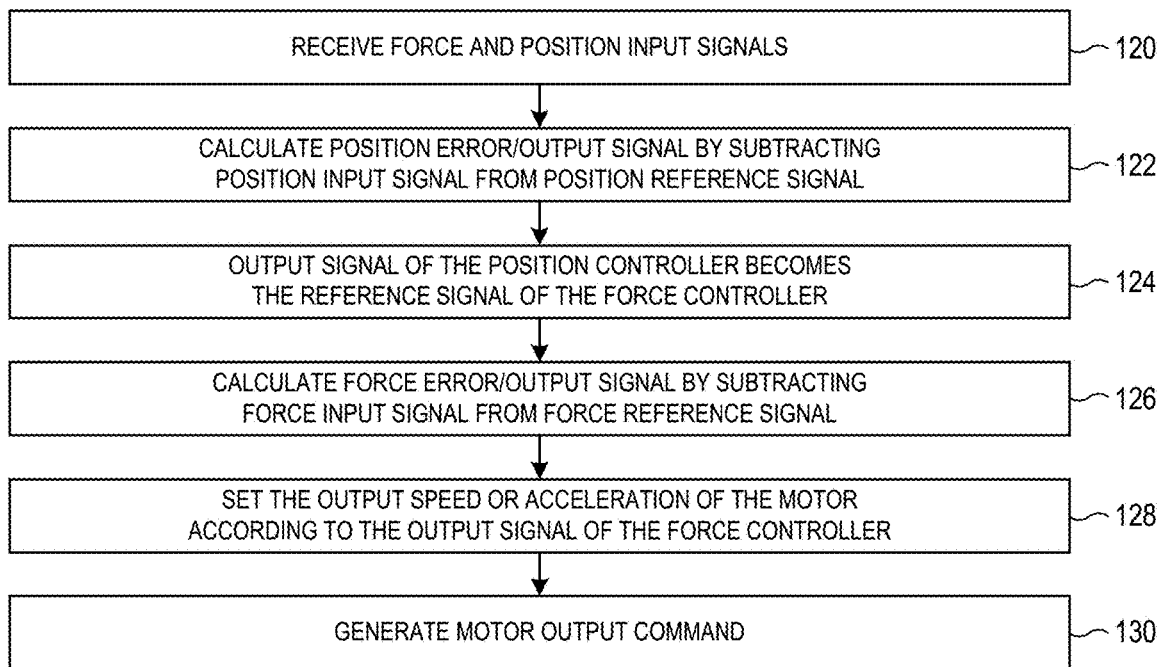 RECEIVE FORCE AND POSITION INPUT SIGNALS
120
CALCULATE POSITION ERROR/OUTPUT SIGNAL BY SUBTRACTING
POSITION INPUT SIGNAL FROM POSITION REFERENCE SIGNAL
122
OUTPUT SIGNAL OF THE POSITION CONTROLLER BECOMES
THE REFERENCE SIGNAL OF THE FORCE CONTROLLER
124
CALCULATE FORCE ERROR/OUTPUT SIGNAL BY SUBTRACTING
FORCE INPUT SIGNAL FROM FORCE REFERENCE SIGNAL
126
SET THE OUTPUT SPEED OR ACCELERATION OF THE MOTOR
ACCORDING TO THE OUTPUT SIGNAL OF THE FORCE CONTROLLER
128
GENERATE MOTOR OUTPUT COMMAND
130